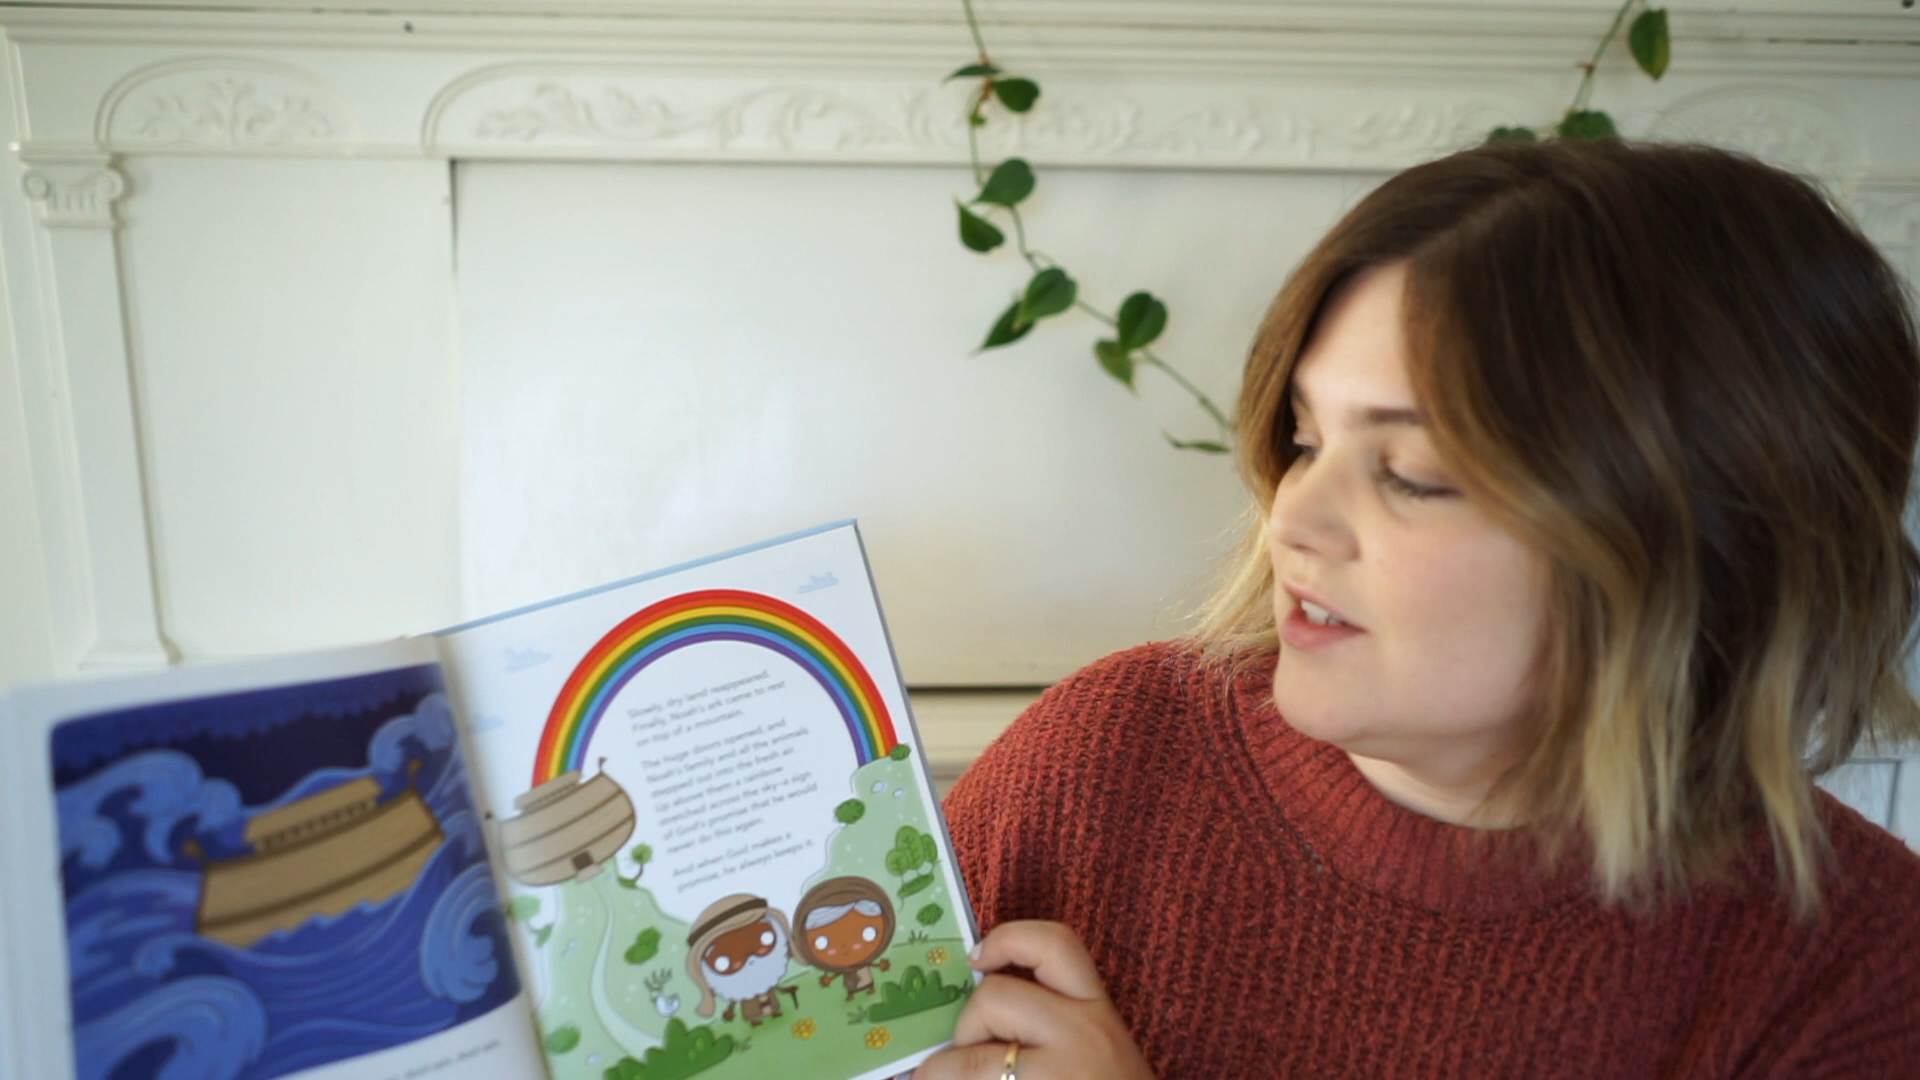 Slowly, dry land reappeared.
Finally, Noah's ark came to rest
on top of a mountain.
The huge doors opened, and
Noah's family and all the animals
stepped out into the fresh air.
Up above them a rainbow
stretched across the sky—a sign
of God's promise that he would
never do this again.
And when God makes a
promise, he always keeps it.